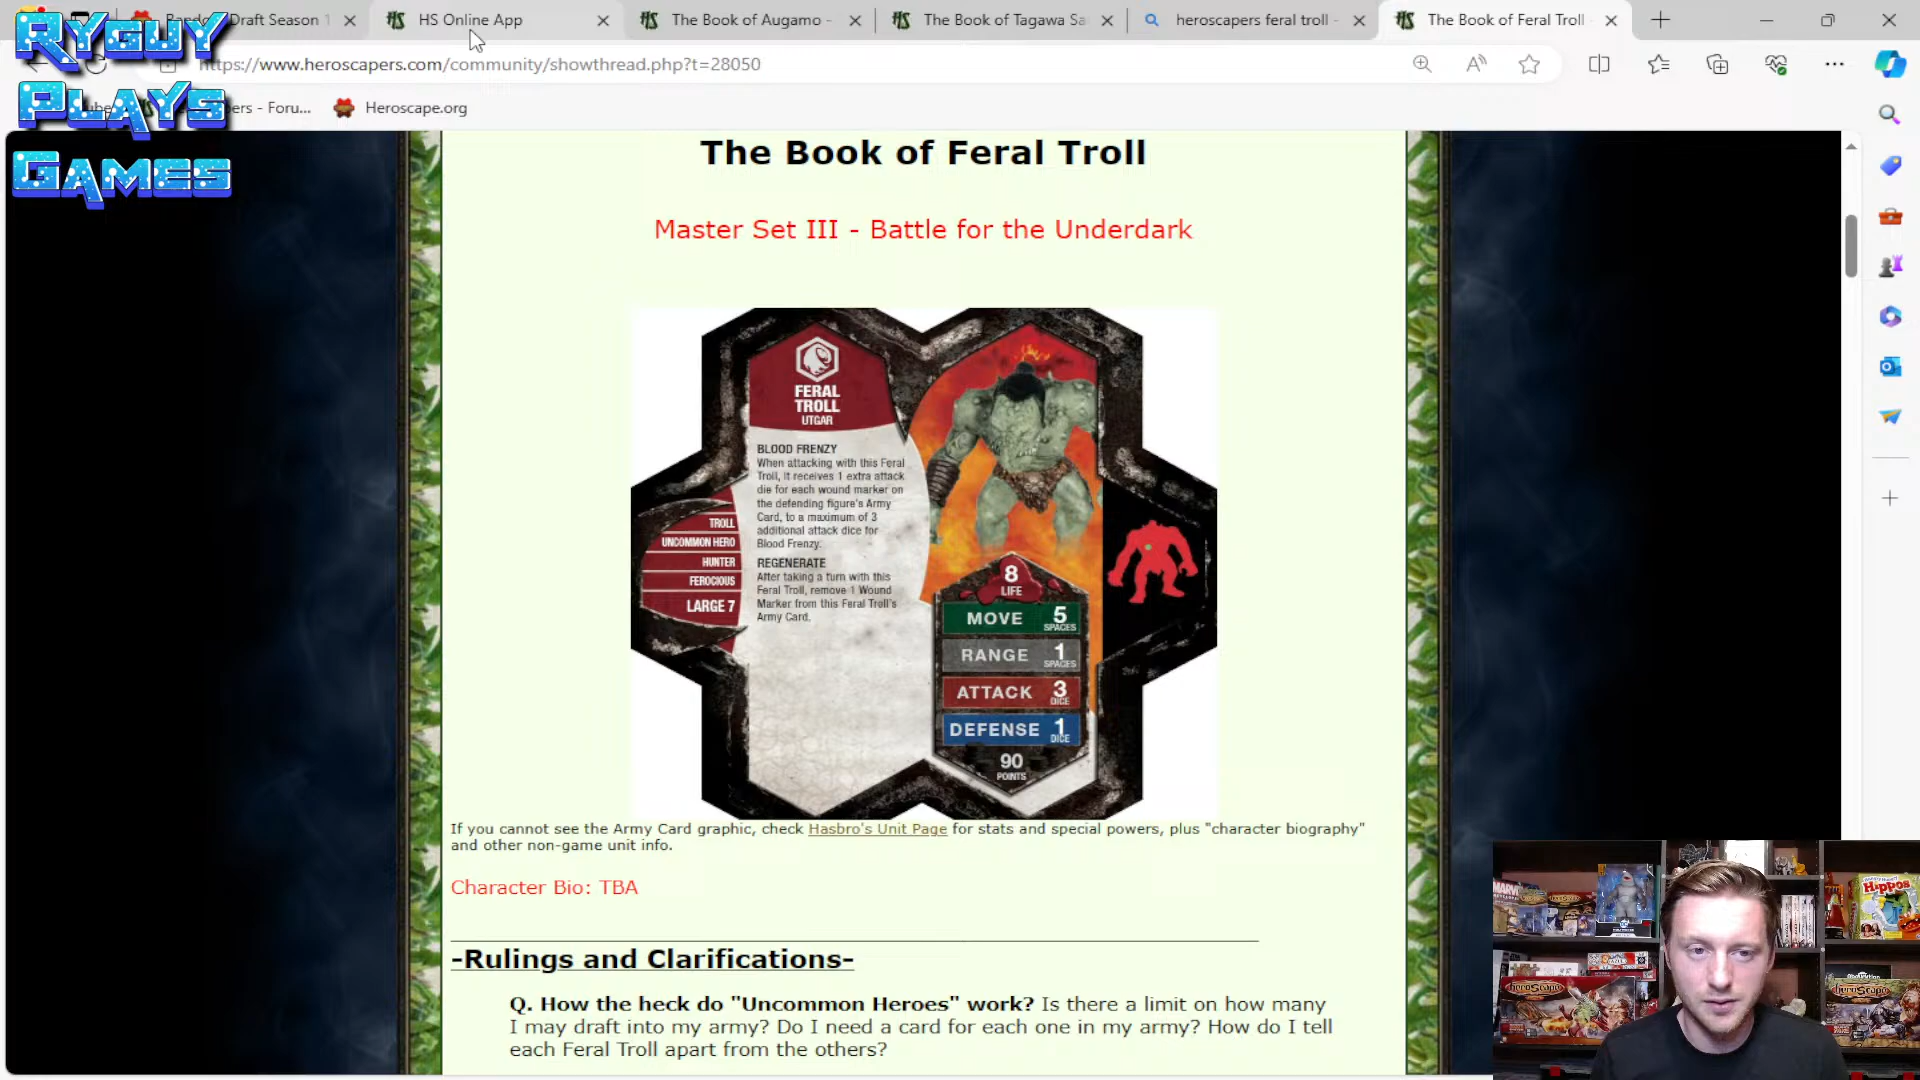 Draft Season 1
HS Online App
The Book of Augamo -
The Book of Tagawa Sa
heroscapers feral troll -
The Book of Feral Troll
RYGUY
PLAYS
GAMES
https://www.heroscapers.com/community/showthread.php?t=28050
ers - Foru...
Heroscape.org
The Book of Feral Troll
Master Set III - Battle for the Underdark
FERAL
TROLL
UTGAR
BLOOD FRENZY
When attacking with this Feral
Troll, it receives 1 extra attack
die for each wound marker on
the defending figure's Army
Card, to a maximum of 3
additional attack dice for
Blood Frenzy.
REGENERATE
After taking a turn with this
Feral Troll, remove 1 Wound
Marker from this Feral Troll's
Army Card.
TROLL
UNCOMMON HERO
HUNTER
FEROCIOUS
LARGE 7
8
LIFE
MOVE 5
SPACES
RANGE 1
SPACES
ATTACK 3
DICE
DEFENSE 1
DICE
90
POINTS
If you cannot see the Army Card graphic, check Hasbro's Unit Page for stats and special powers, plus "character biography"
and other non-game unit info.
Character Bio: TBA
-Rulings and Clarifications-
Q. How the heck do "Uncommon Heroes" work? Is there a limit on how many
I may draft into my army? Do I need a card for each one in my army? How do I tell
each Feral Troll apart from the others?
MARVEL
Hippos
heroScape
heroScape